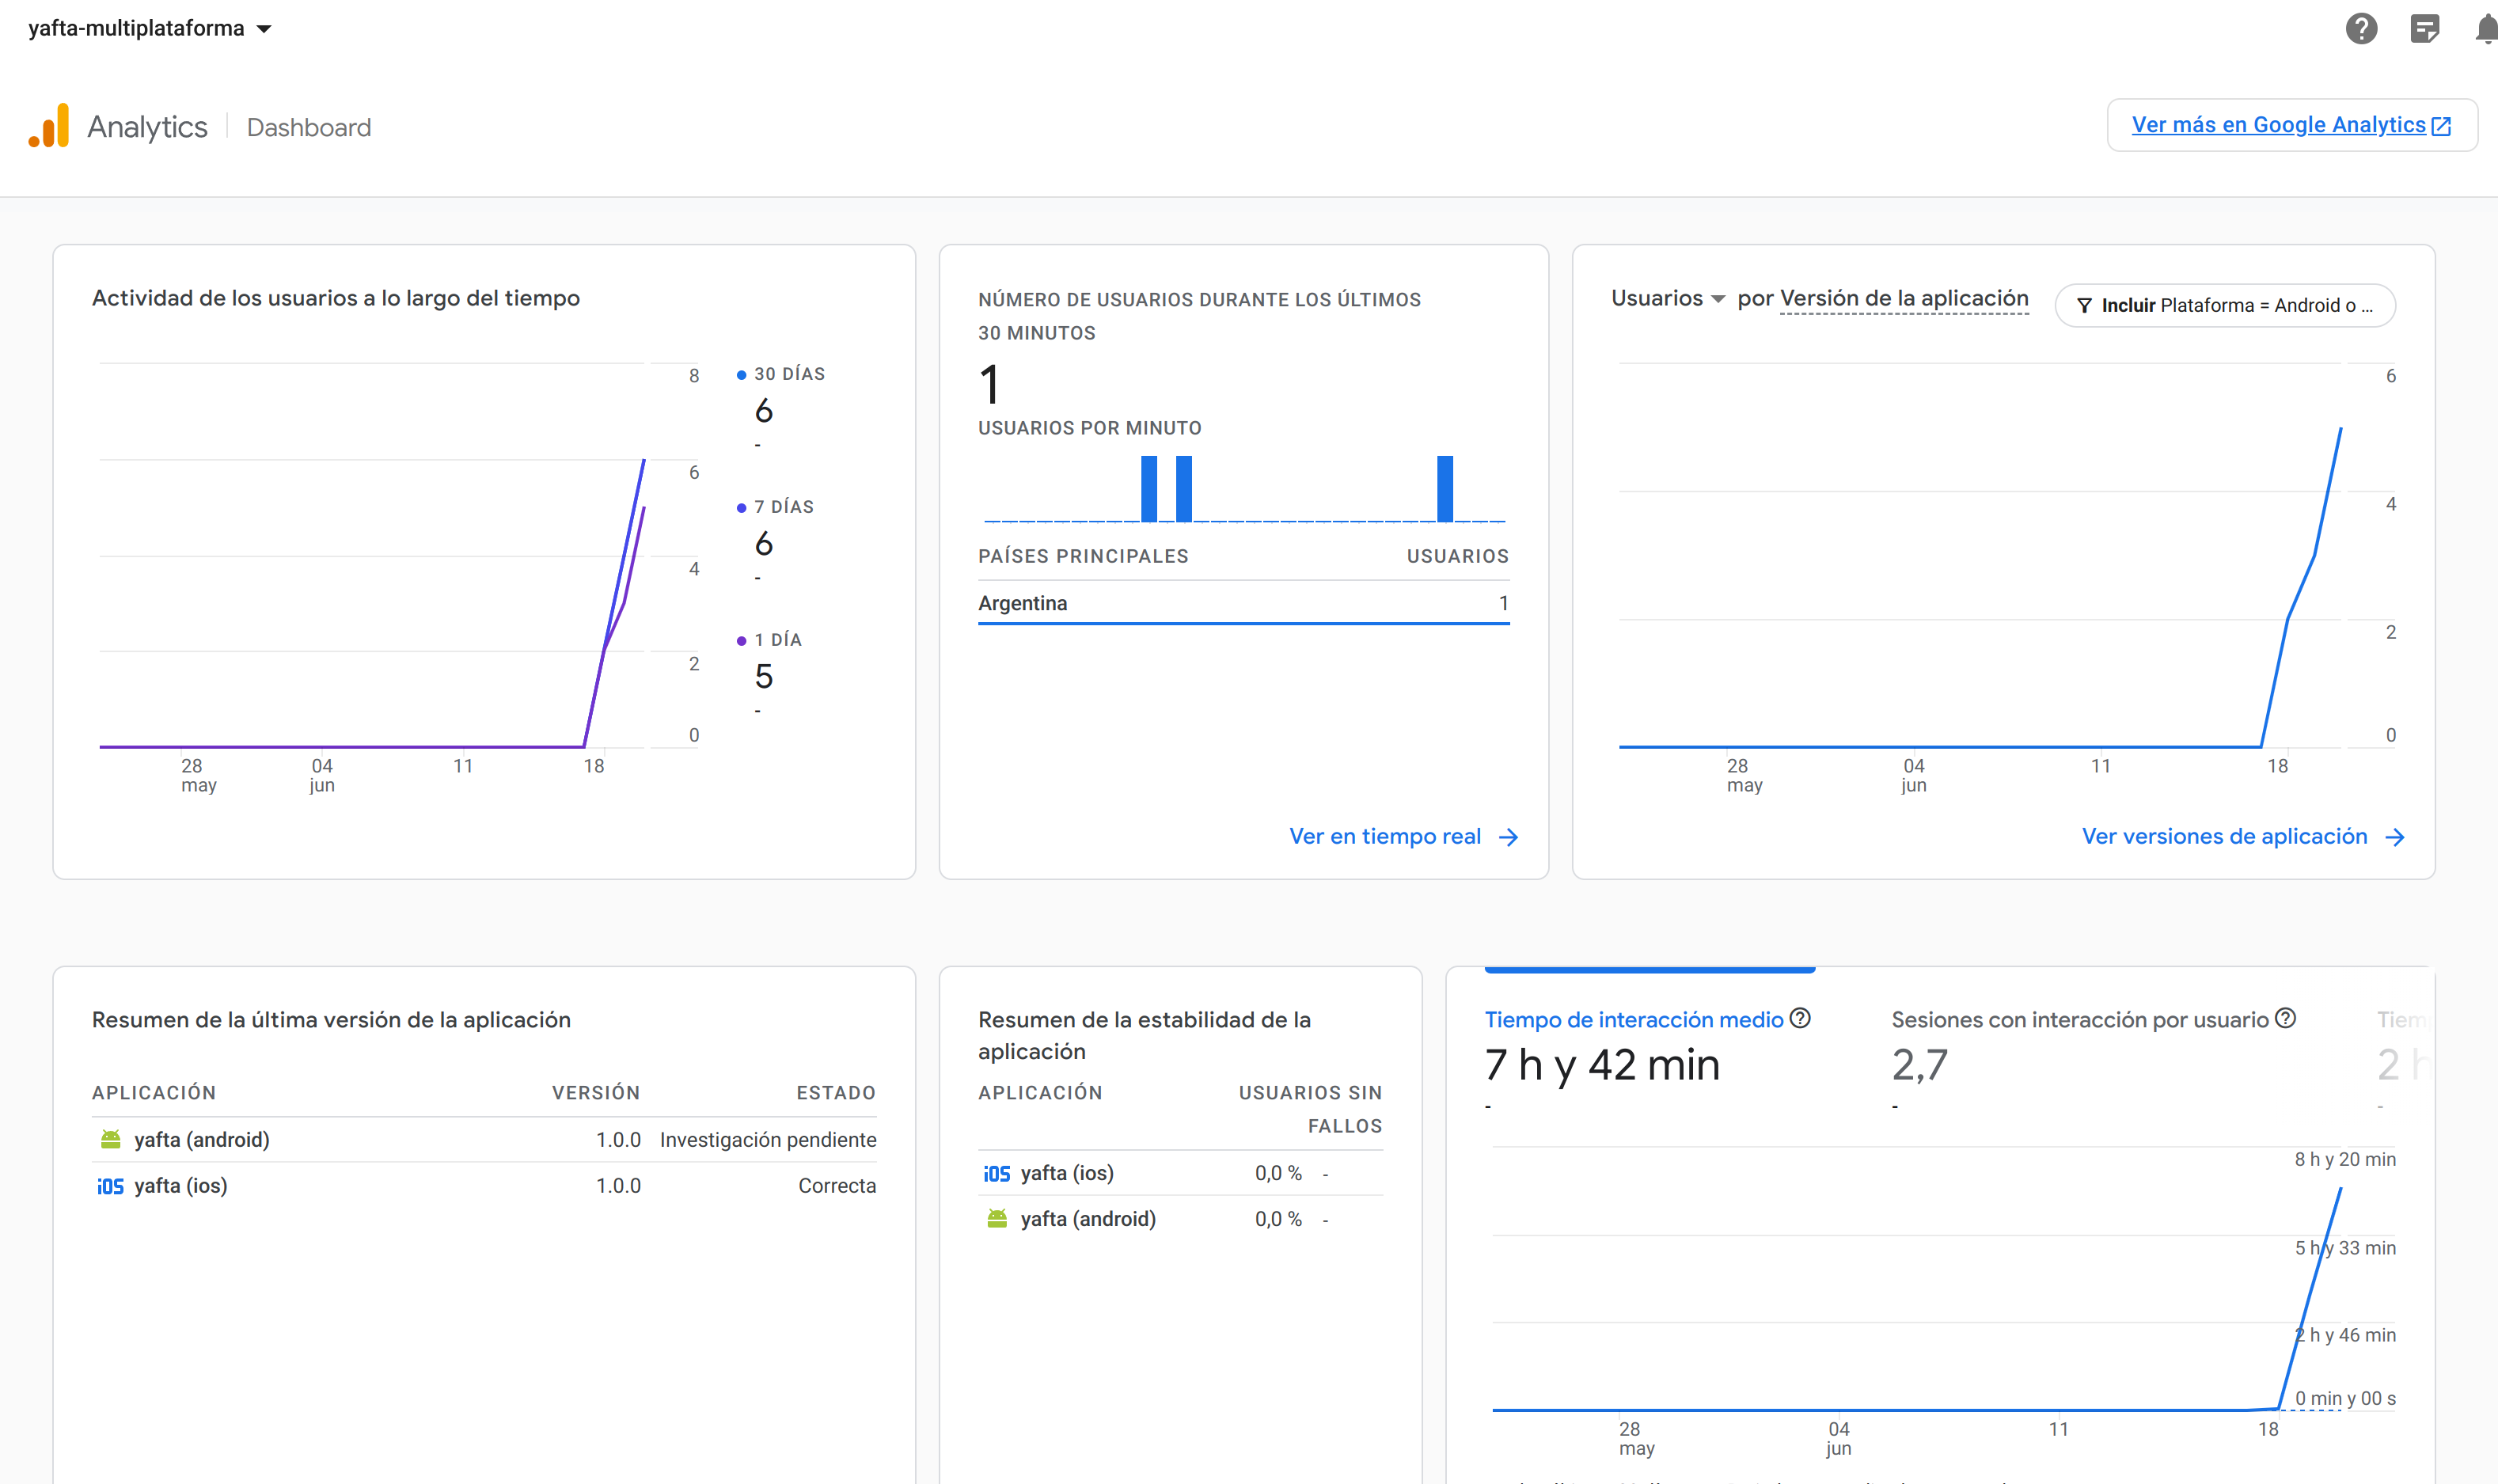 yafta-multiplataforma
Analytics
Dashboard
Ver más en Google Analytics
Actividad de los usuarios a lo largo del tiempo
8
6
4
2
0
28
may
04
jun
11
18
30 DÍAS
6
-
7 DÍAS
6
-
1 DÍA
5
-
NÚMERO DE USUARIOS DURANTE LOS ÚLTIMOS
30 MINUTOS
1
USUARIOS POR MINUTO
PAÍSES PRINCIPALES USUARIOS
Argentina 1
Ver en tiempo real
Usuarios por Versión de la aplicación
Incluir Plataforma = Android o ...
6
4
2
0
28
may
04
jun
11
18
Ver versiones de aplicación
Resumen de la última versión de la aplicación
APLICACIÓN VERSIÓN ESTADO
yafta (android) 1.0.0 Investigación pendiente
iOS yafta (ios) 1.0.0 Correcta
Resumen de la estabilidad de la
aplicación
APLICACIÓN USUARIOS SIN
FALLOS
iOS yafta (ios) 0,0 % -
yafta (android) 0,0 % -
Tiempo de interacción medio
7 h y 42 min
-
Sesiones con interacción por usuario
2,7
-
2 h
-
8 h y 20 min
5 h y 33 min
2 h y 46 min
0 min y 00 s
28
may
04
jun
11
18